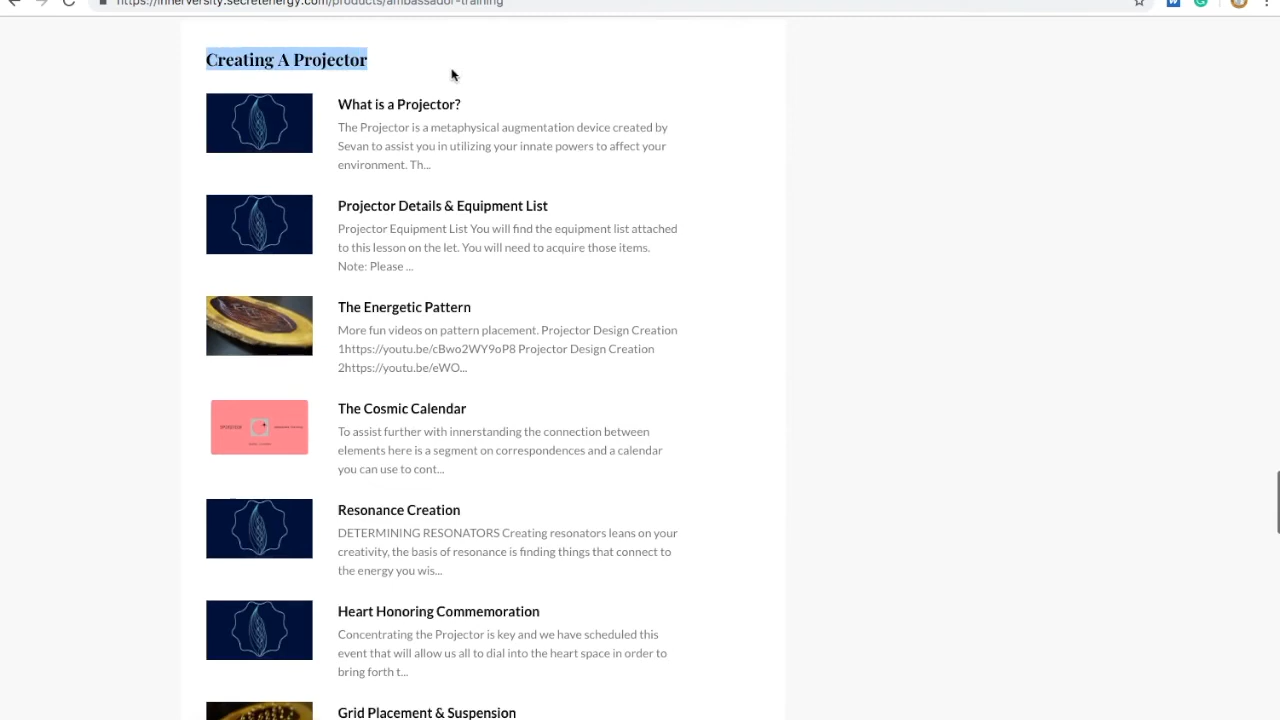 https://innerversity.secretenergy.com/products/ambassador-training
Creating A Projector
What is a Projector?
The Projector is a metaphysical augmentation device created by
Sevan to assist you in utilizing your innate powers to affect your
environment. Th...
Projector Details & Equipment List
Projector Equipment List You will find the equipment list attached
to this lesson on the let. You will need to acquire those items.
Note: Please ...
The Energetic Pattern
More fun videos on pattern placement. Projector Design Creation
1https://youtu.be/cBwo2WY9oP8 Projector Design Creation
2https://youtu.be/eWO...
The Cosmic Calendar
To assist further with innerstanding the connection between
elements here is a segment on correspondences and a calendar
you can use to cont...
Resonance Creation
DETERMINING RESONATORS Creating resonators leans on your
creativity, the basis of resonance is finding things that connect to
the energy you wis...
Heart Honoring Commemoration
Concentrating the Projector is key and we have scheduled this
event that will allow us all to dial into the heart space in order to
bring forth t...
Grid Placement & Suspension